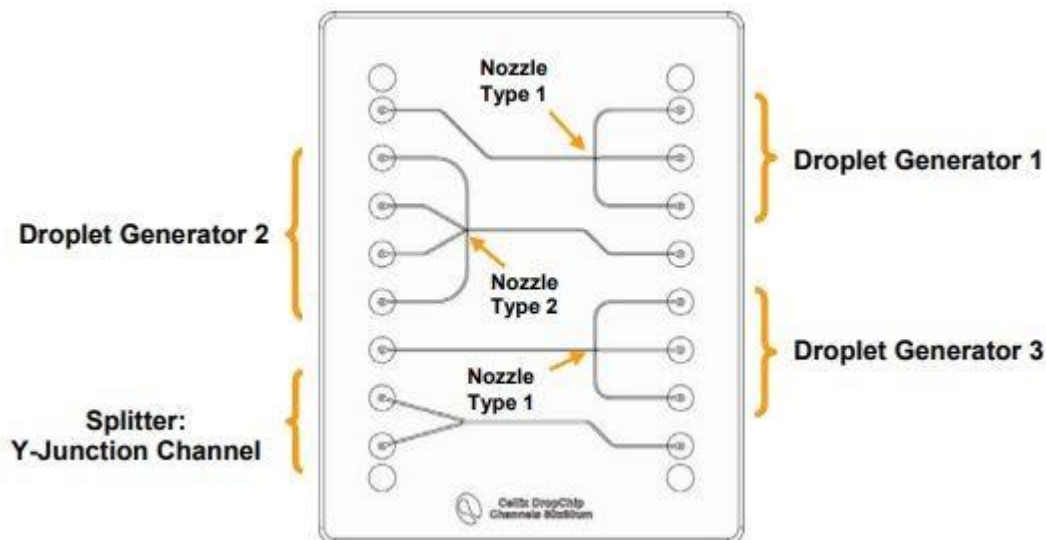 Nozzle
Type 1
Droplet Generator 1
Droplet Generator 2
Nozzle
Type 2
Droplet Generator 3
Nozzle
Type 1
Splitter:
Y-Junction Channel
Cellix DropChip
Channels 80x80um